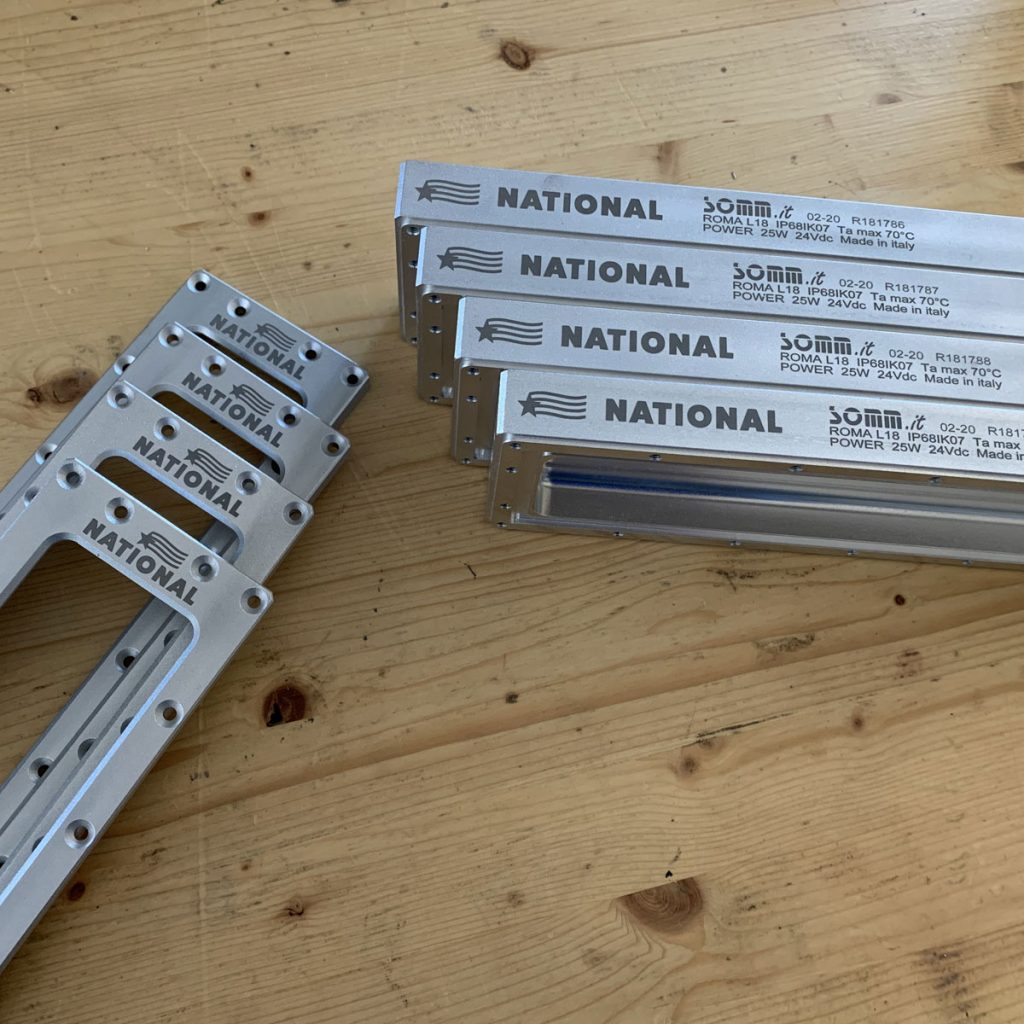 NATIONAL
somm.it 02-20 R181786
ROMA L18 IP68IK07 Ta max 70°C
POWER 25W 24Vdc Made in italy
NATIONAL
somm.it 02-20 R181787
ROMA L18 IP68IK07 Ta max 70°C
POWER 25W 24Vdc Made in italy
NATIONAL
somm.it 02-20 R181788
ROMA L18 IP68IK07 Ta max 70°C
POWER 25W 24Vdc Made in italy
NATIONAL
somm.it 02-20
ROMA L18 IP68IK07 Ta max 70
POWER 25W 24Vdc Made in
NATIONAL
NATIONAL
NATIONAL
NATIONAL